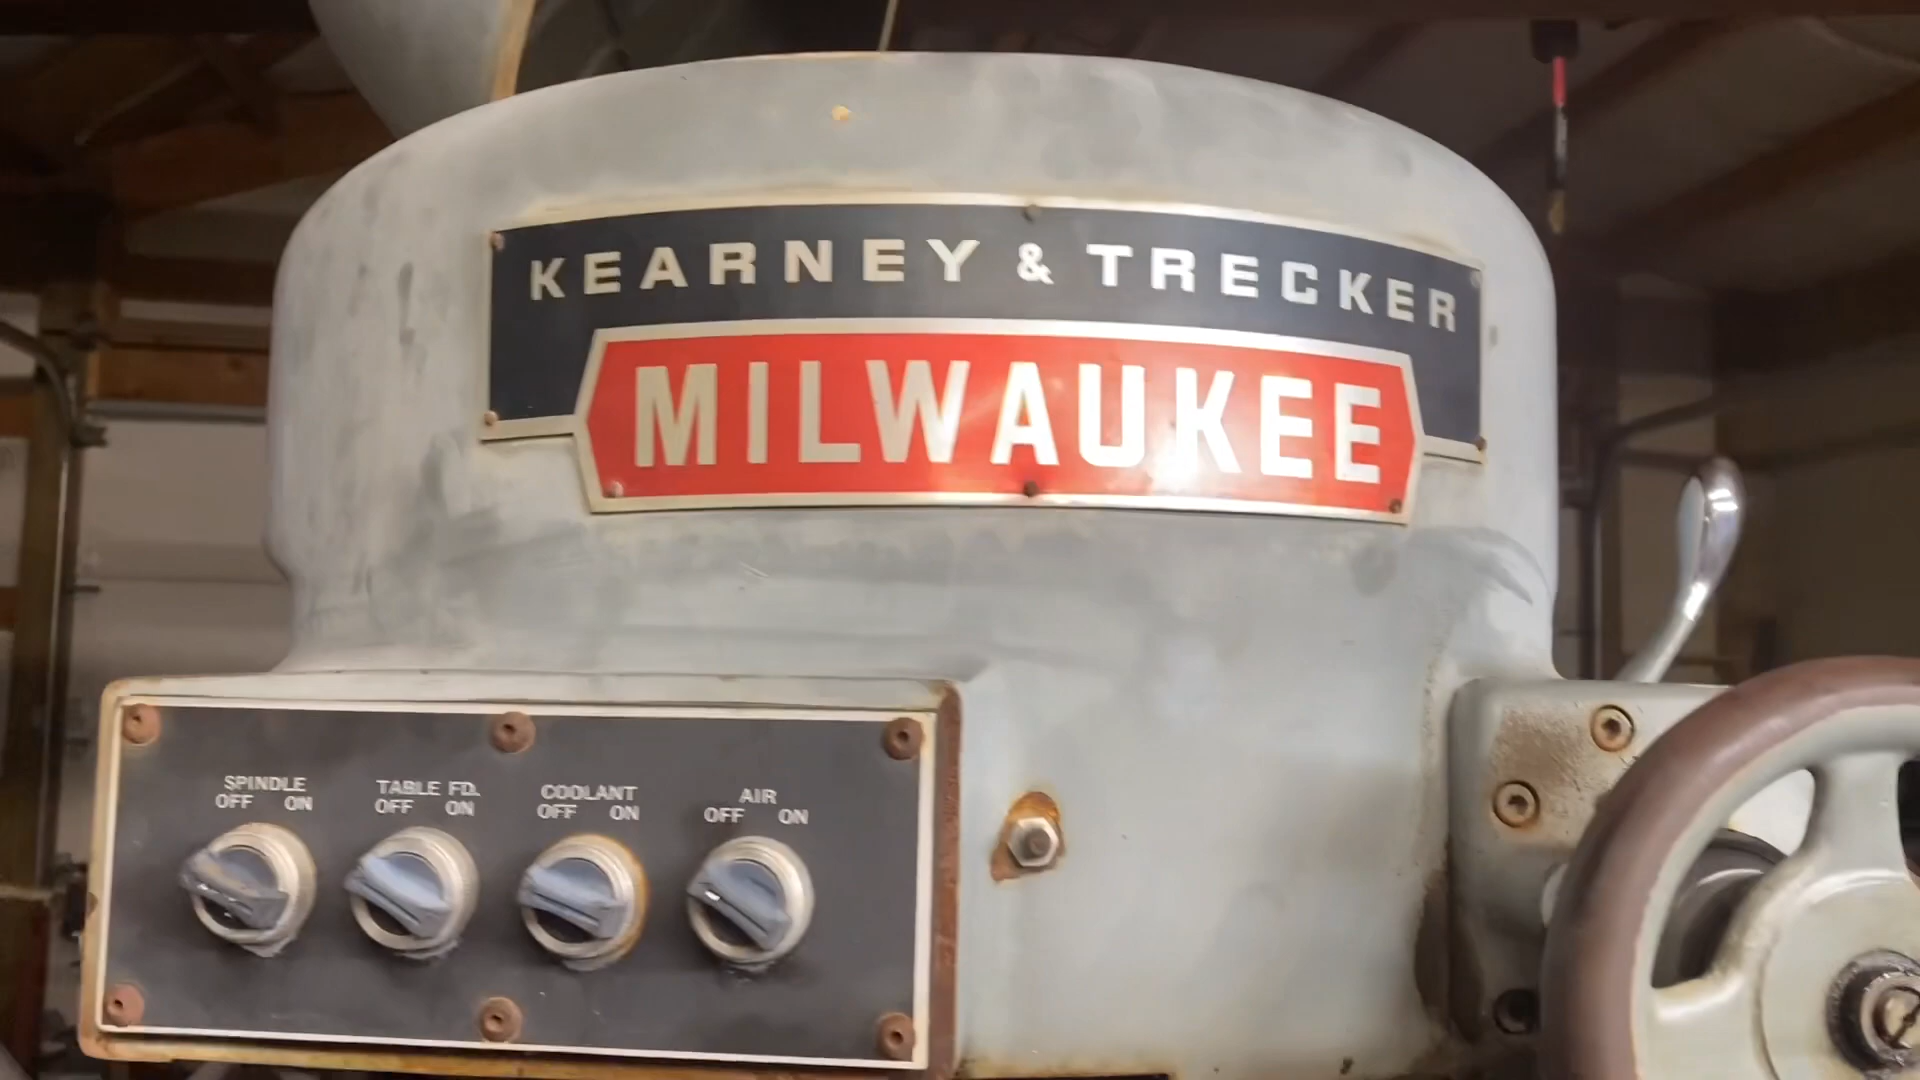 KEARNEY & TRECKER
MILWAUKEE
SPINDLE
OFF ON
TABLE FD.
OFF ON
COOLANT
OFF ON
AIR
OFF ON